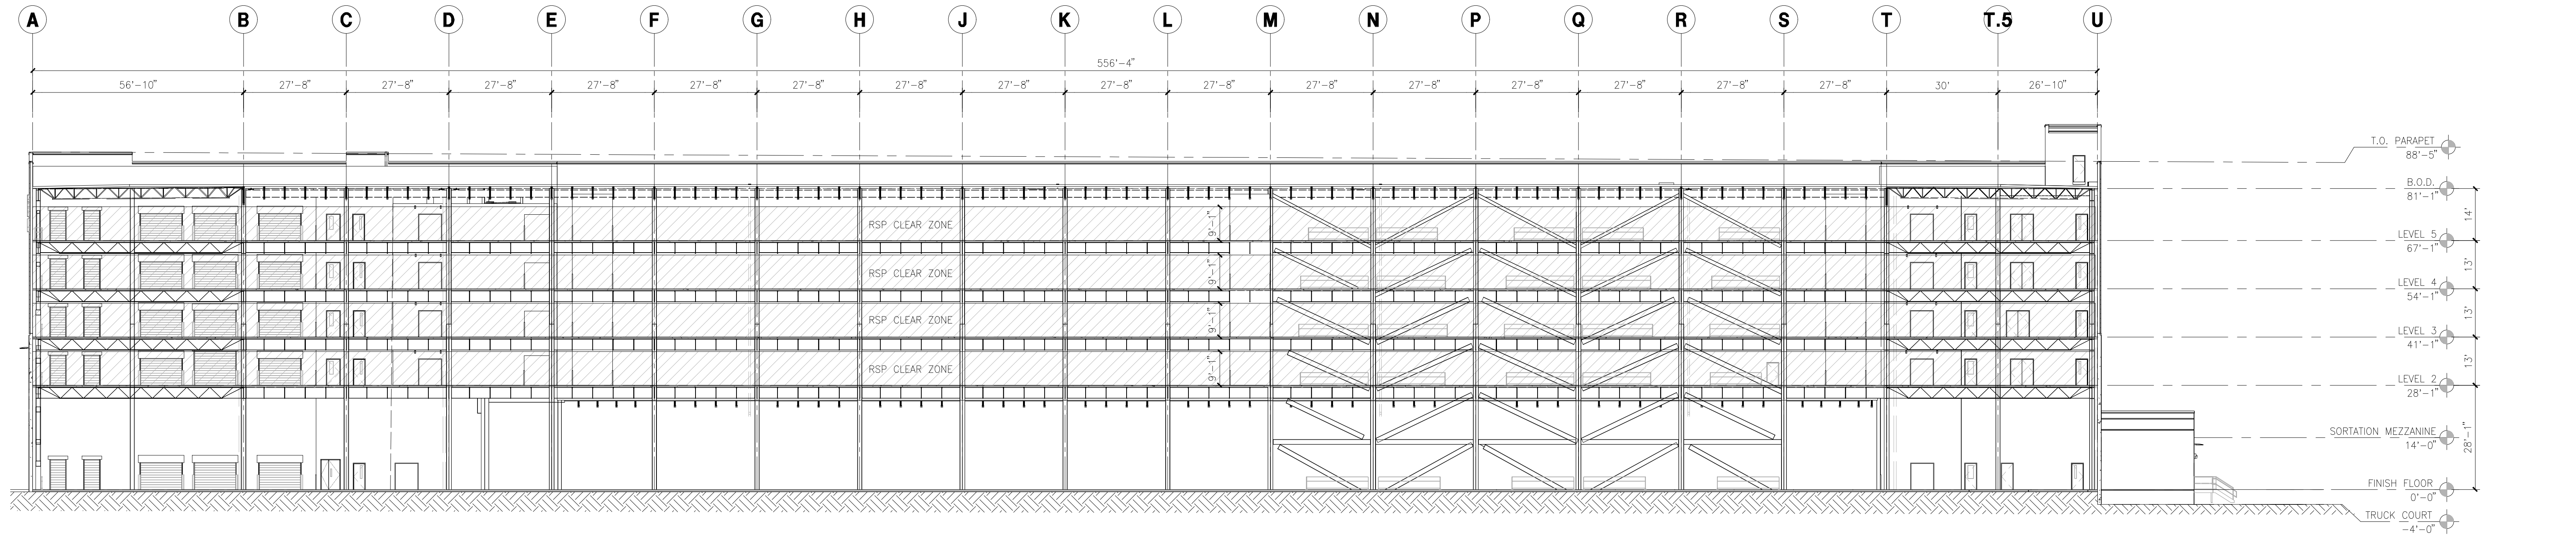 A B C D E F G H J K L M N P Q R S T T.5 U
556'-4"
56'-10" 27'-8" 27'-8" 27'-8" 27'-8" 27'-8" 27'-8" 27'-8" 27'-8" 27'-8" 27'-8" 27'-8" 27'-8" 27'-8" 27'-8" 27'-8" 27'-8" 30' 26'-10"
T.O. PARAPET
88'-5"
B.O.D.
81'-1"
14'
RSP CLEAR ZONE 9'-1"
LEVEL 5
67'-1"
13'
RSP CLEAR ZONE 9'-1"
LEVEL 4
54'-1"
13'
RSP CLEAR ZONE 9'-1"
LEVEL 3
41'-1"
13'
RSP CLEAR ZONE 9'-1"
LEVEL 2
28'-1"
SORTATION MEZZANINE
14'-0"
28'-1"
FINISH FLOOR
0'-0"
TRUCK COURT
-4'-0"